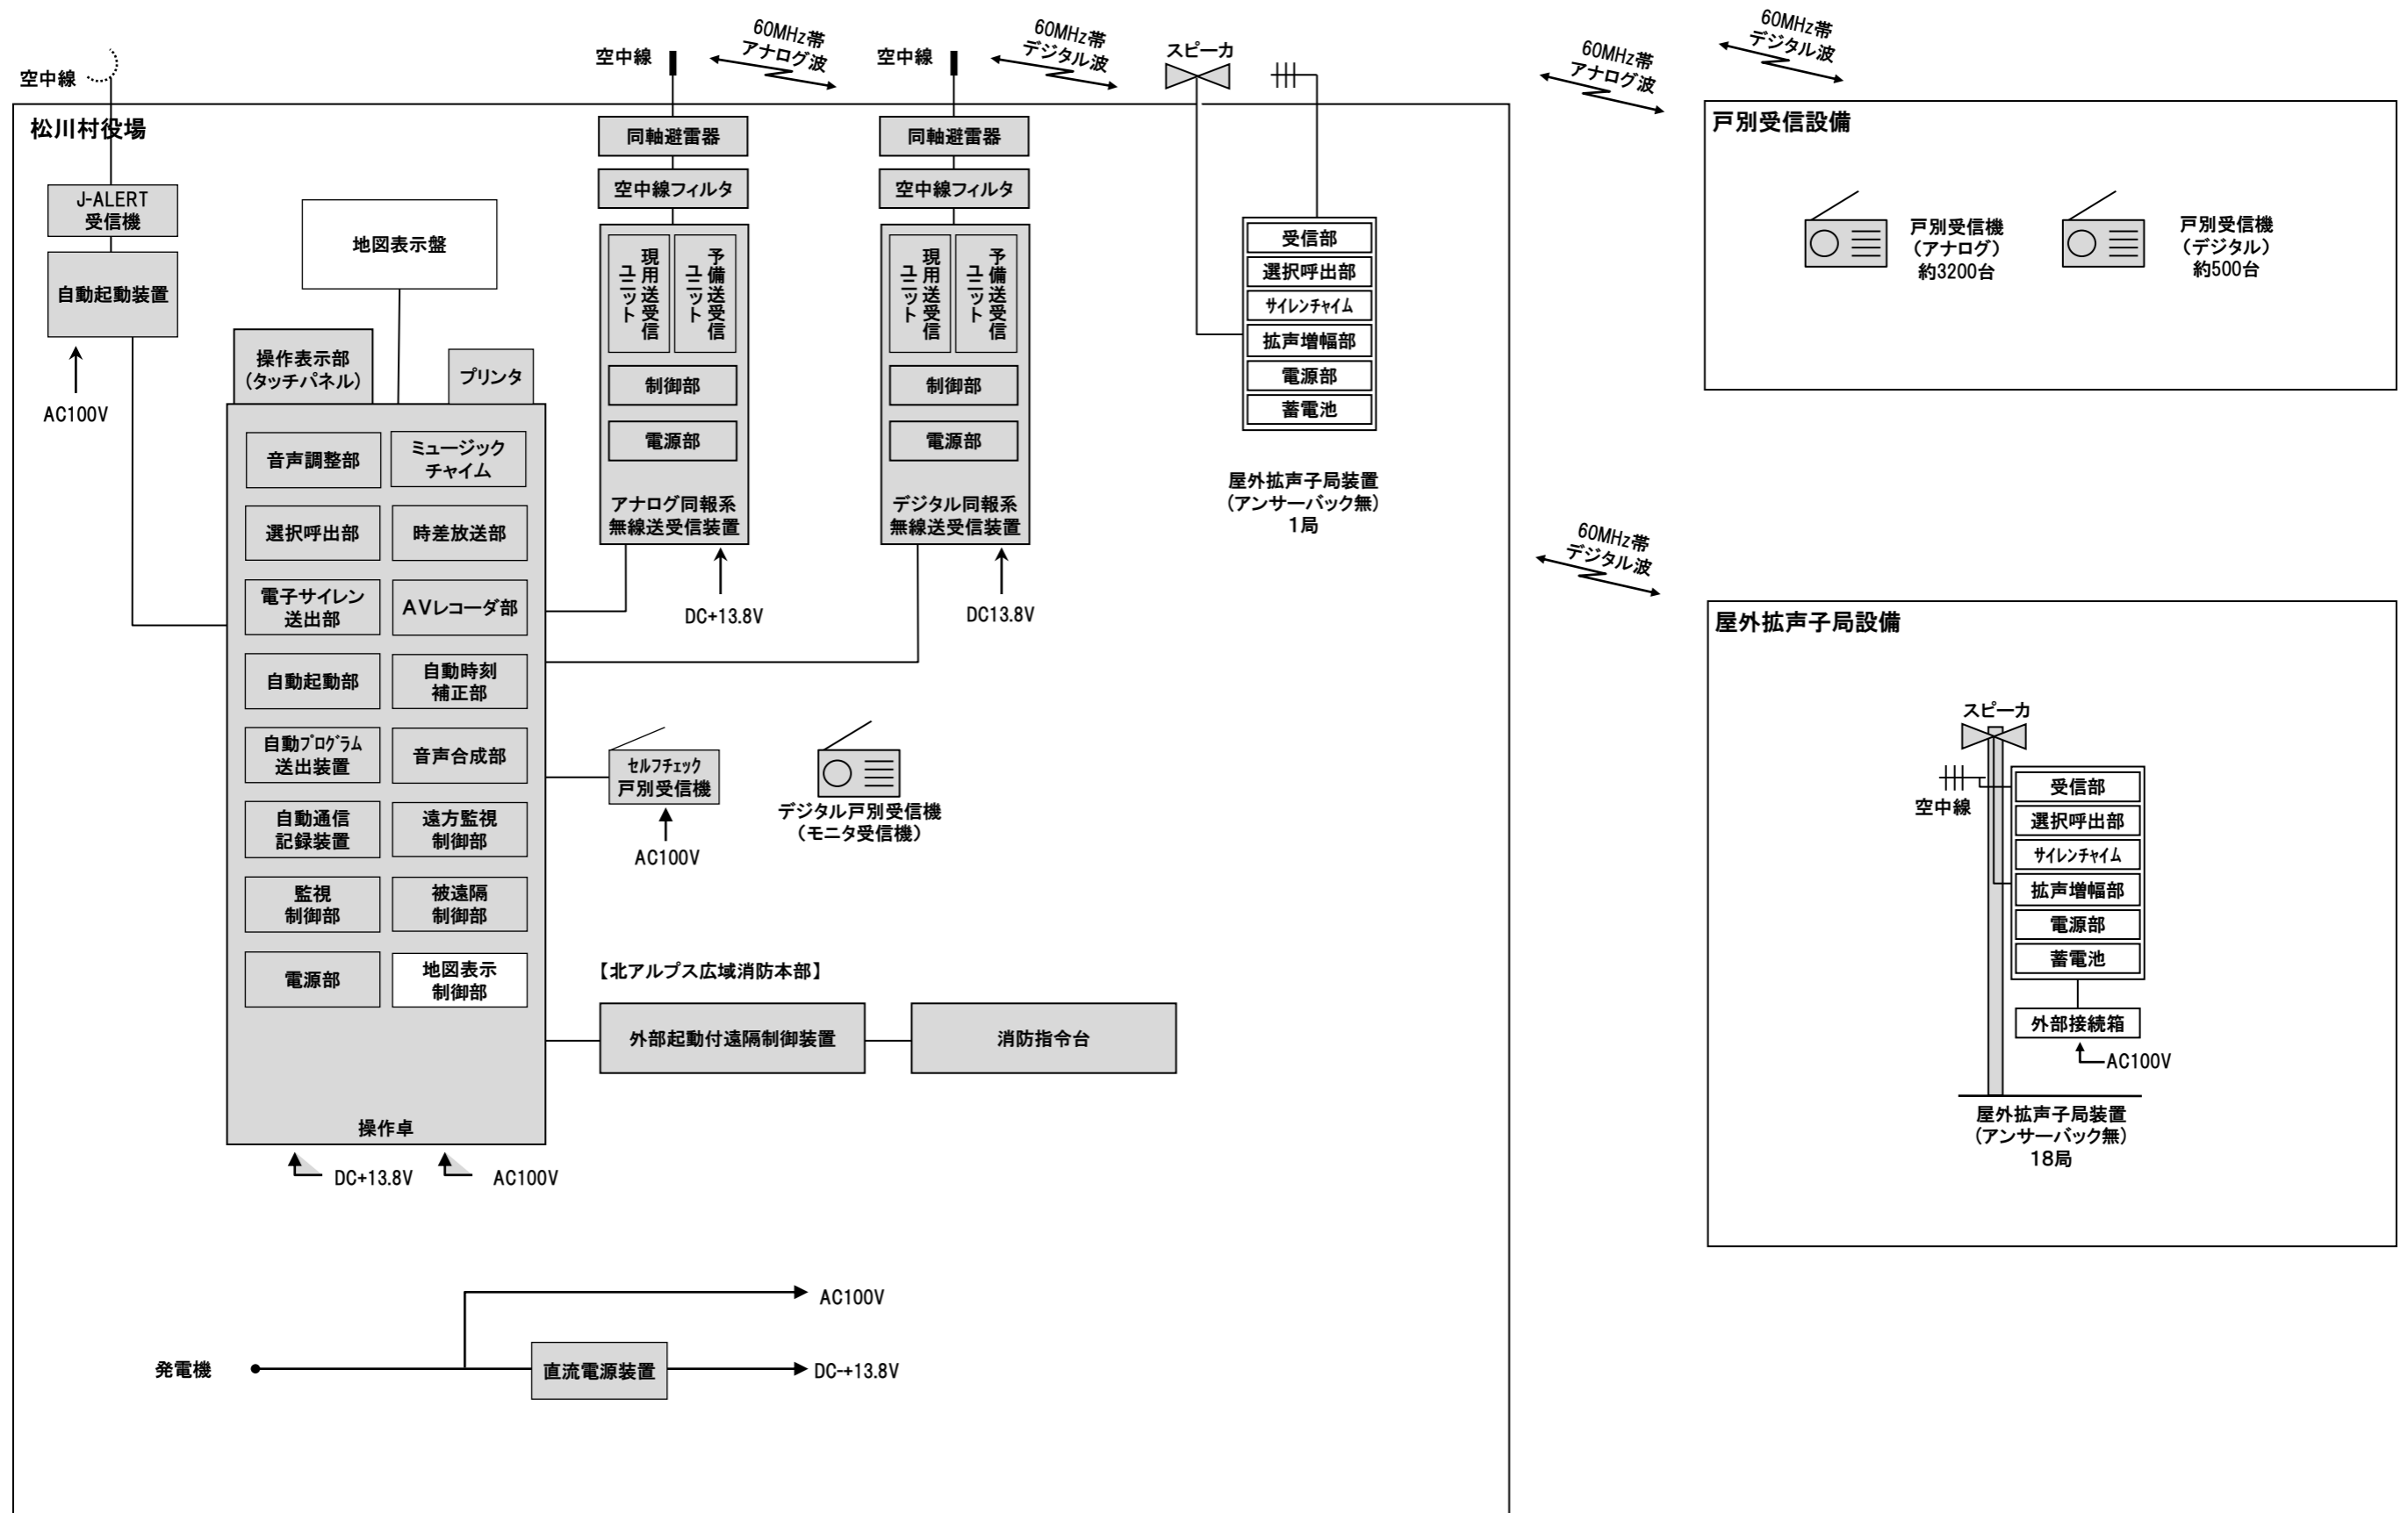 空中線
松川村役場
J-ALERT
受信機
自動起動装置
AC100V
地図表示盤
操作表示部
（タッチパネル）
プリンタ
音声調整部
ミュージック
チャイム
選択呼出部
時差放送部
電子サイレン
送出部
AVレコーダ部
自動起動部
自動時刻
補正部
自動ﾌﾟﾛｸﾞﾗﾑ
送出装置
音声合成部
自動通信
記録装置
遠方監視
制御部
監視
制御部
被遠隔
制御部
電源部
地図表示
制御部
操作卓
DC+13.8V
AC100V
空中線
60MHz帯
アナログ波
同軸避雷器
空中線フィルタ
現用送受信
ユニット
予備送受信
ユニット
制御部
電源部
アナログ同報系
無線送受信装置
DC+13.8V
空中線
60MHz帯
デジタル波
同軸避雷器
空中線フィルタ
現用送受信
ユニット
予備送受信
ユニット
制御部
電源部
デジタル同報系
無線送受信装置
DC13.8V
スピーカ
受信部
選択呼出部
ｻｲﾚﾝﾁｬｲﾑ
拡声増幅部
電源部
蓄電池
屋外拡声子局装置
（アンサーバック無）
1局
ｾﾙﾌﾁｪｯｸ
戸別受信機
AC100V
デジタル戸別受信機
（モニタ受信機）
【北アルプス広域消防本部】
外部起動付遠隔制御装置
消防指令台
発電機
AC100V
直流電源装置
DC-+13.8V
60MHz帯
アナログ波
60MHz帯
デジタル波
戸別受信設備
戸別受信機
（アナログ）
約3200台
戸別受信機
（デジタル）
約500台
60MHz帯
デジタル波
屋外拡声子局設備
スピーカ
空中線
受信部
選択呼出部
ｻｲﾚﾝﾁｬｲﾑ
拡声増幅部
電源部
蓄電池
外部接続箱
AC100V
屋外拡声子局装置
（アンサーバック無）
18局